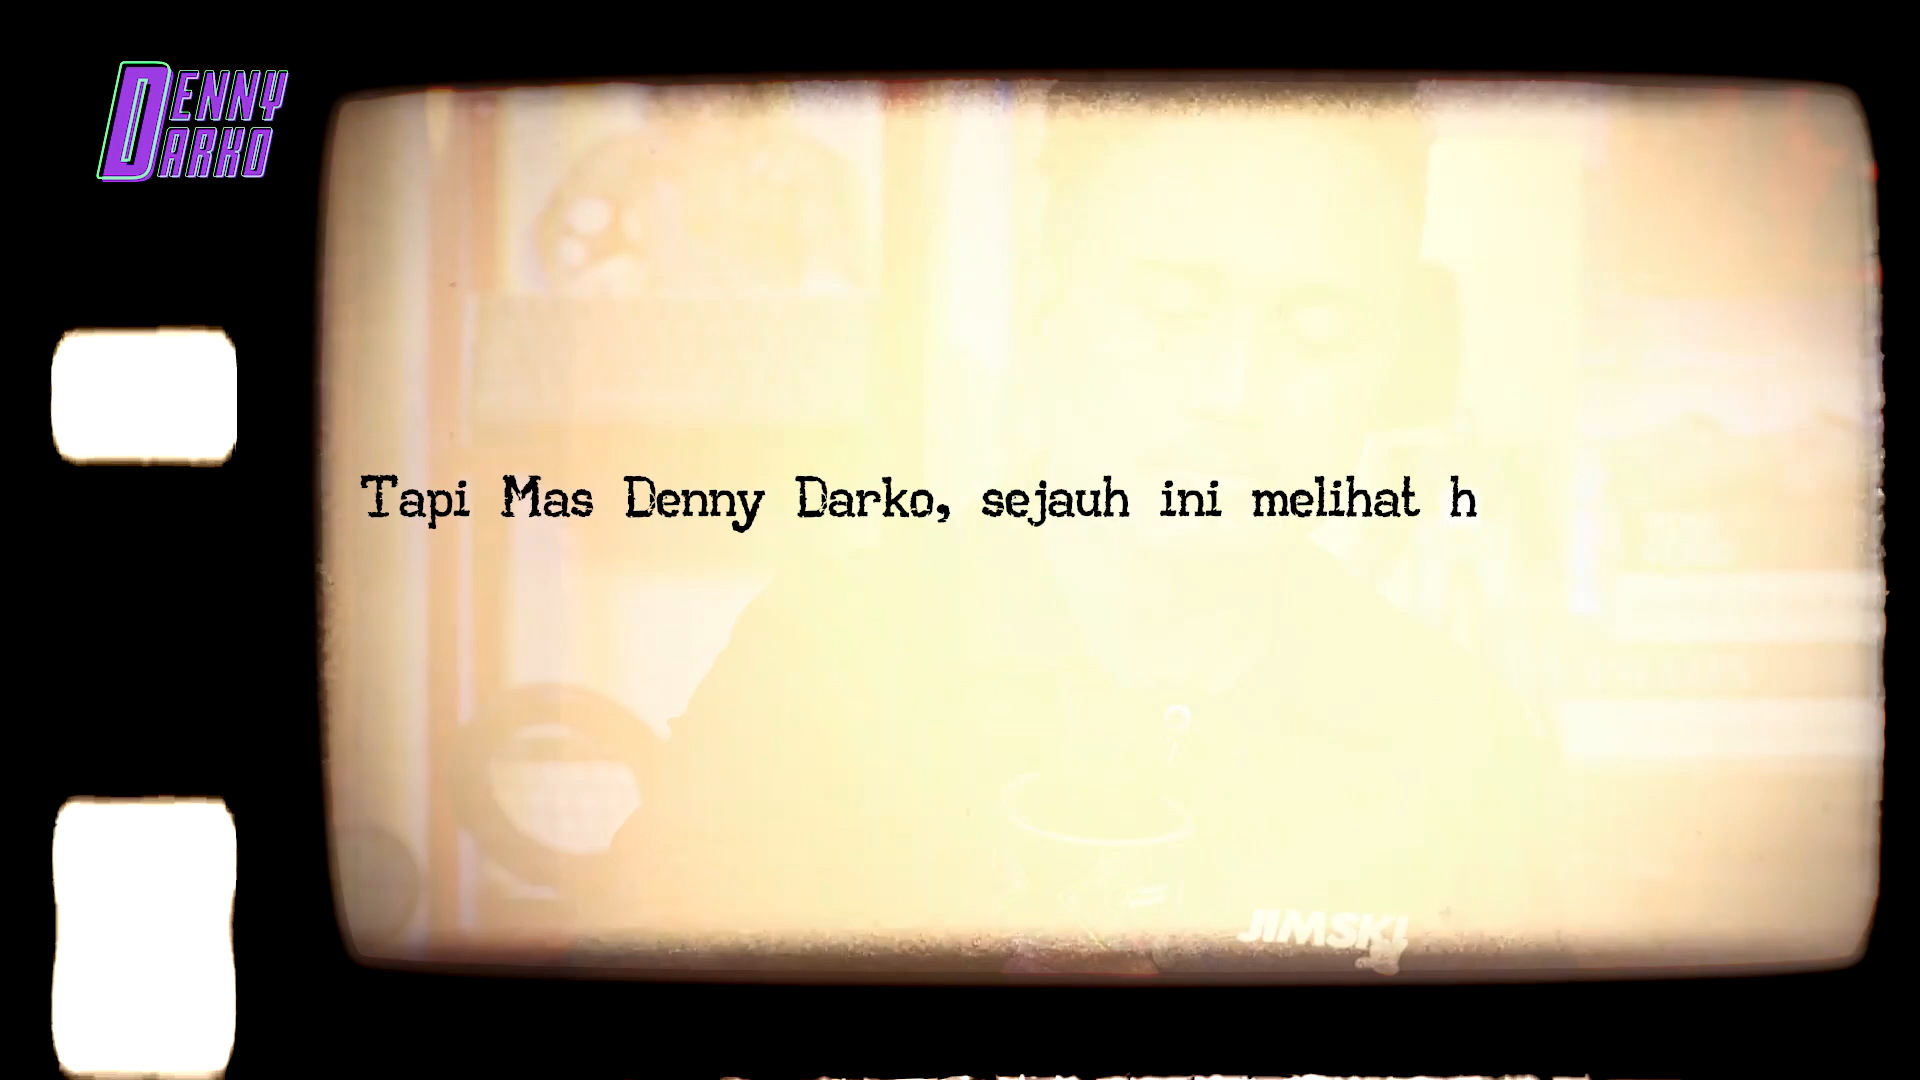 DENNY
DARKO
Tapi Mas Denny Darko, sejauh ini melihat h
JIMSKI